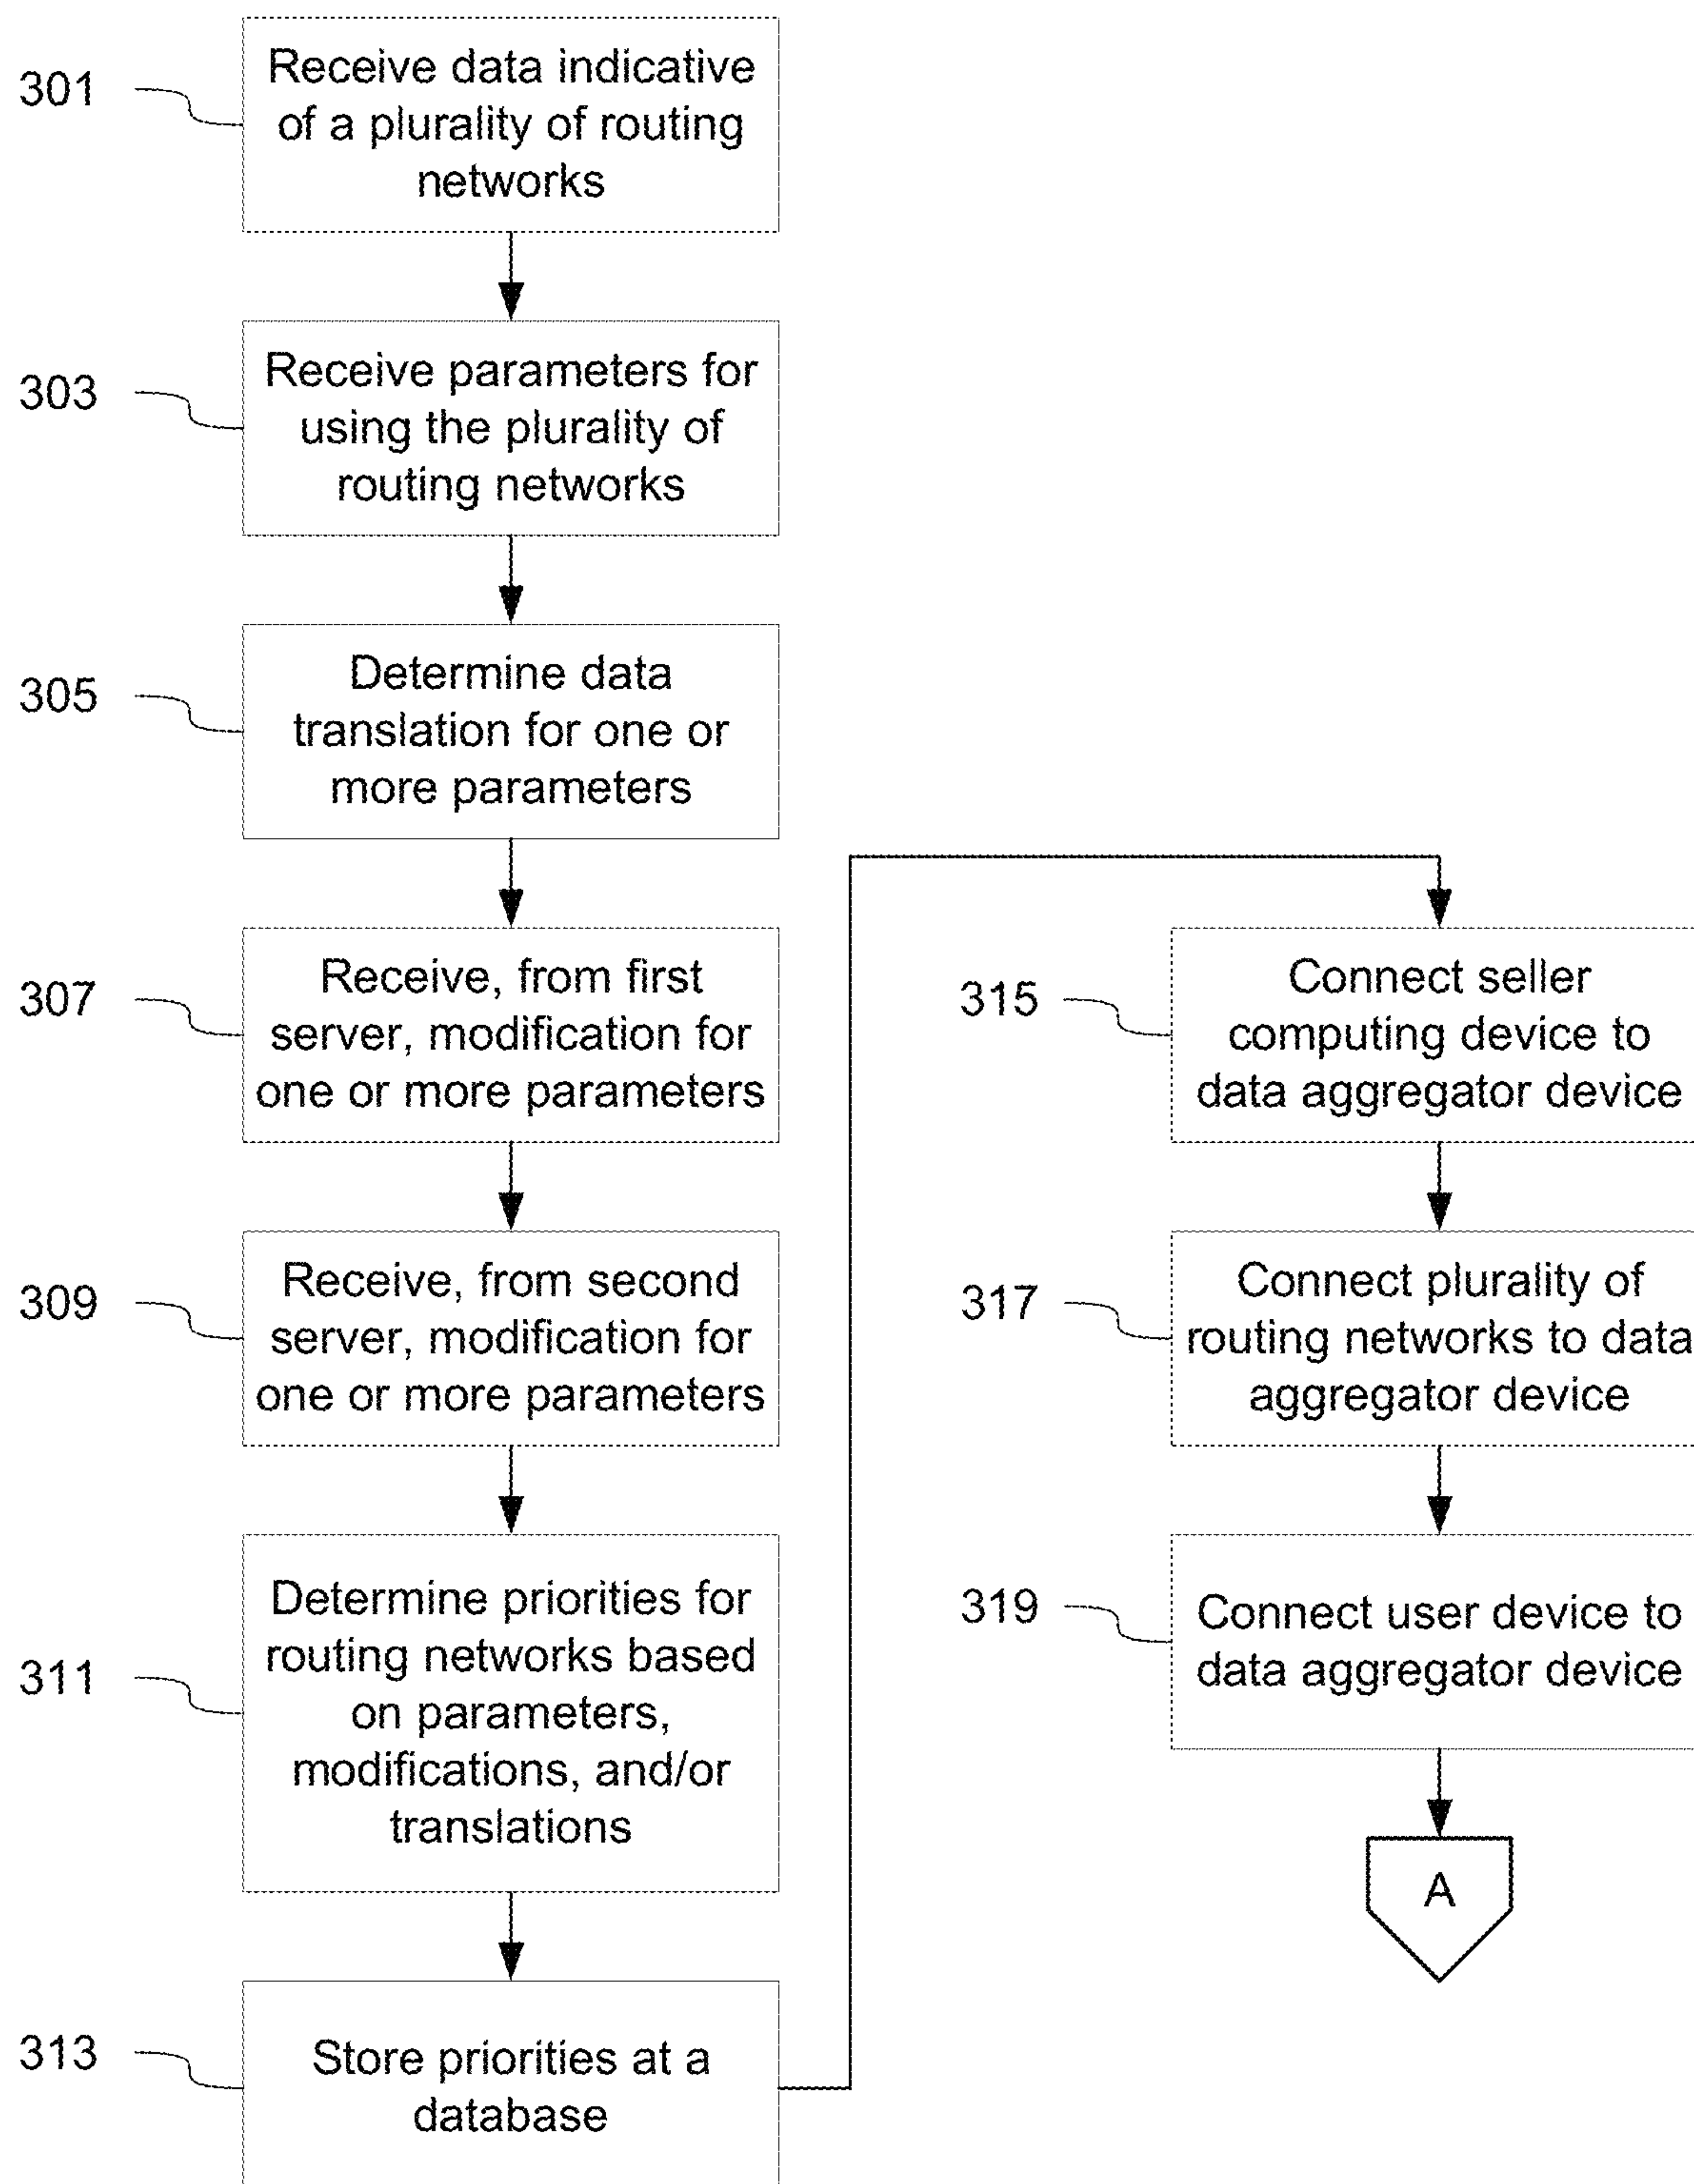 301
Receive data indicative
of a plurality of routing
networks
303
Receive parameters for
using the plurality of
routing networks
305
Determine data
translation for one or
more parameters
307
Receive, from first
server, modification for
one or more parameters
309
Receive, from second
server, modification for
one or more parameters
311
Determine priorities for
routing networks based
on parameters,
modifications, and/or
translations
313
Store priorities at a
database
315
Connect seller
computing device to
data aggregator device
317
Connect plurality of
routing networks to data
aggregator device
319
Connect user device to
data aggregator device
A